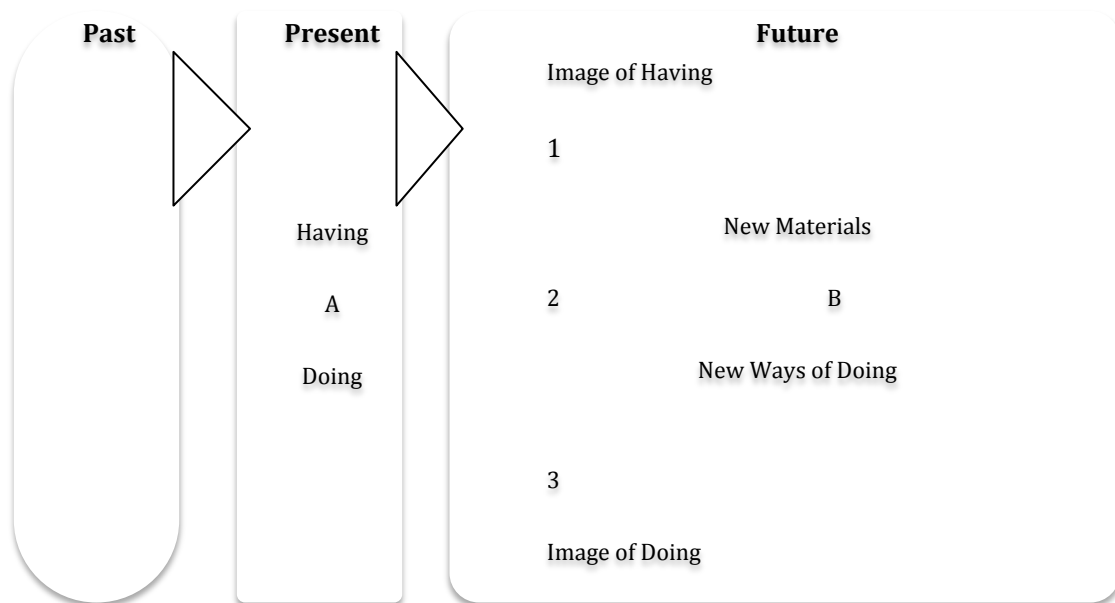 Past
Present
Future
Image of Having
1
Having
New Materials
A
2
B
Doing
New Ways of Doing
3
Image of Doing